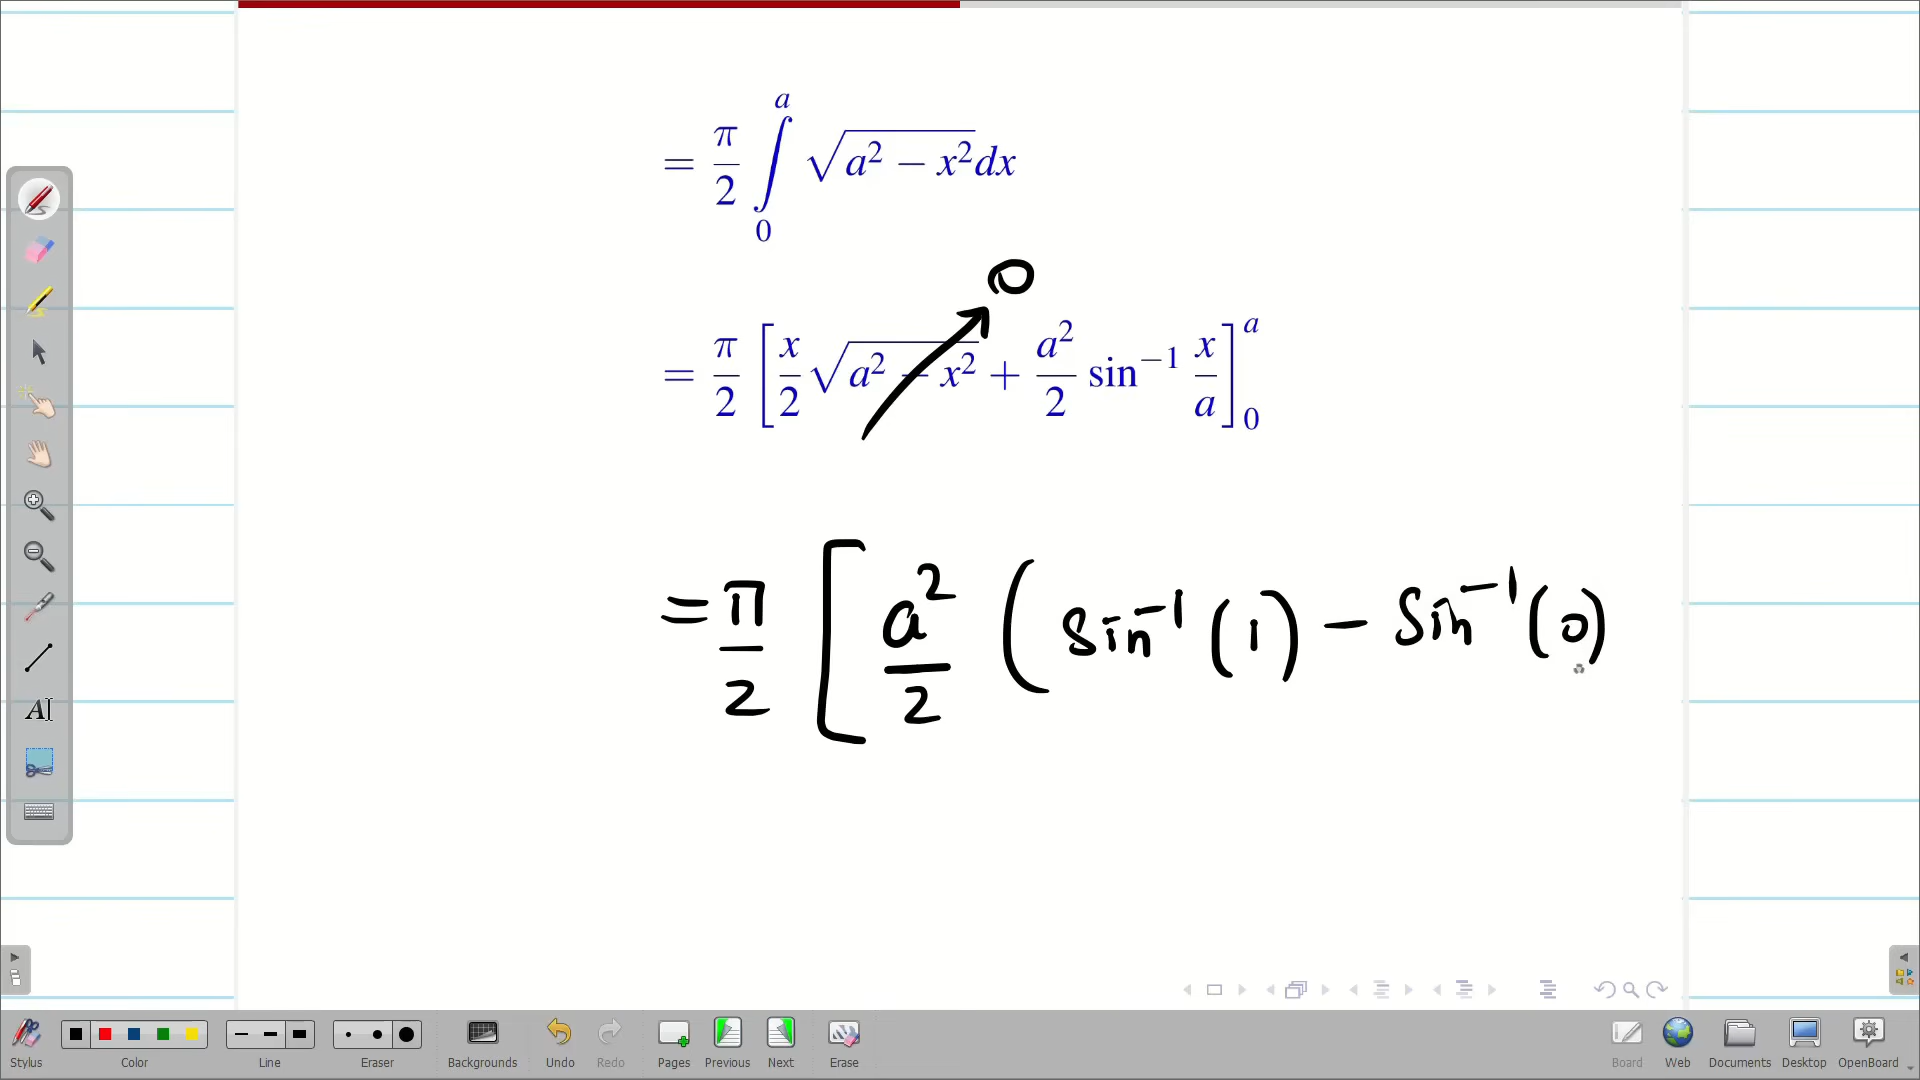 = π/2 ∫₀ᵃ √(a² − x²) dx
0
= π/2 [ x/2 √(a² − x²) + a²/2 sin⁻¹ x/a ]₀ᵃ
= π/2 [ a²/2 ( sin⁻¹ (1) − sin⁻¹ (0)
A
Stylus Color Line Eraser Backgrounds Undo Redo Pages Previous Next Erase Board Web Documents Desktop OpenBoard